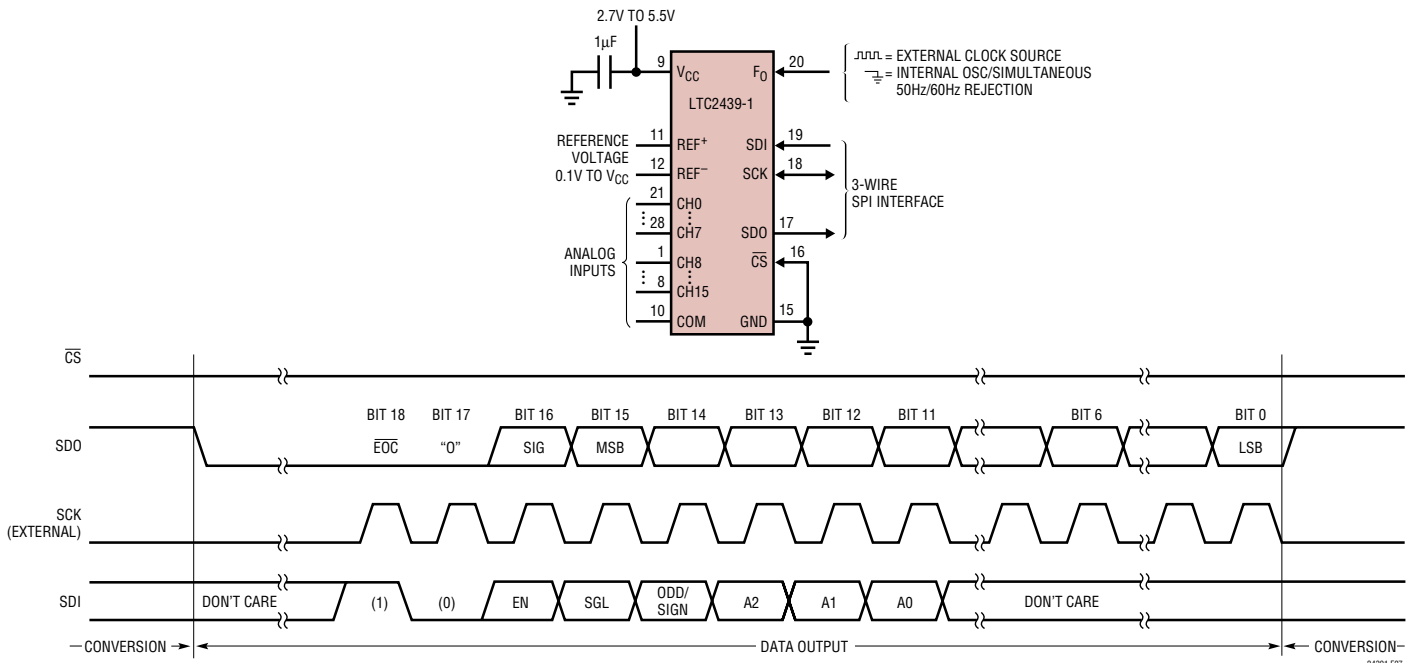 2.7V TO 5.5V
1µF
9
VCC
FO
20
= EXTERNAL CLOCK SOURCE
= INTERNAL OSC/SIMULTANEOUS
50Hz/60Hz REJECTION
LTC2439-1
REFERENCE
VOLTAGE
0.1V TO VCC
11
REF+
12
REF–
SDI
19
SCK
18
3-WIRE
SPI INTERFACE
ANALOG
INPUTS
21
CH0
28
CH7
SDO
17
1
CH8
CS
16
8
CH15
10
COM
GND
15
CS
BIT 18 BIT 17 BIT 16 BIT 15 BIT 14 BIT 13 BIT 12 BIT 11 BIT 6 BIT 0
SDO EOC "0" SIG MSB LSB
SCK
(EXTERNAL)
SDI DON'T CARE (1) (0) EN SGL ODD/
SIGN A2 A1 A0 DON'T CARE
CONVERSION DATA OUTPUT CONVERSION